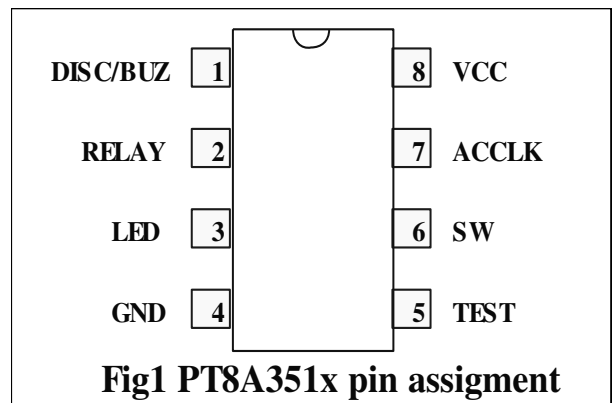 DISC/BUZ 1 8 VCC
RELAY 2 7 ACCLK
LED 3 6 SW
GND 4 5 TEST
Fig1 PT8A351x pin assigment